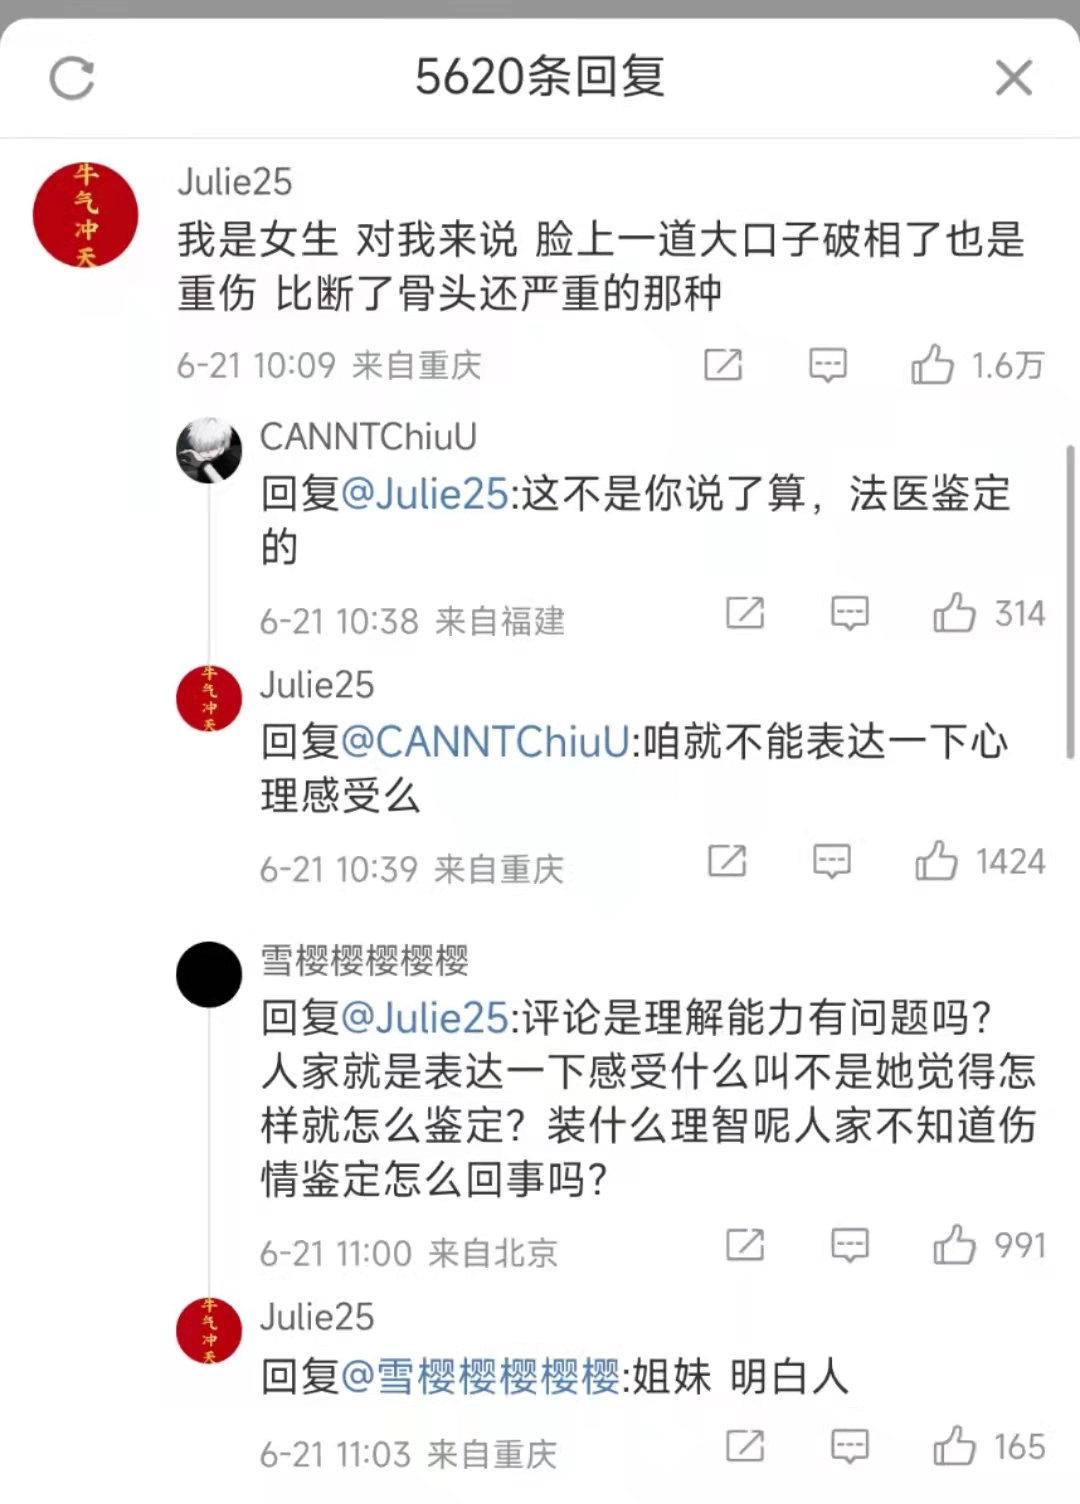 5620条回复
牛气冲天
Julie25
我是女生 对我来说 脸上一道大口子破相了也是
重伤 比断了骨头还严重的那种
6-21 10:09 来自重庆
1.6万
CANNTChiuU
回复@Julie25:这不是你说了算，法医鉴定
的
6-21 10:38 来自福建
314
牛气冲天
Julie25
回复@CANNTChiuU:咱就不能表达一下心
理感受么
6-21 10:39 来自重庆
1424
雪樱樱樱樱樱
回复@Julie25:评论是理解能力有问题吗？
人家就是表达一下感受什么叫不是她觉得怎
样就怎么鉴定？装什么理智呢人家不知道伤
情鉴定怎么回事吗？
6-21 11:00 来自北京
991
牛气冲天
Julie25
回复@雪樱樱樱樱樱:姐妹 明白人
6-21 11:03 来自重庆
165